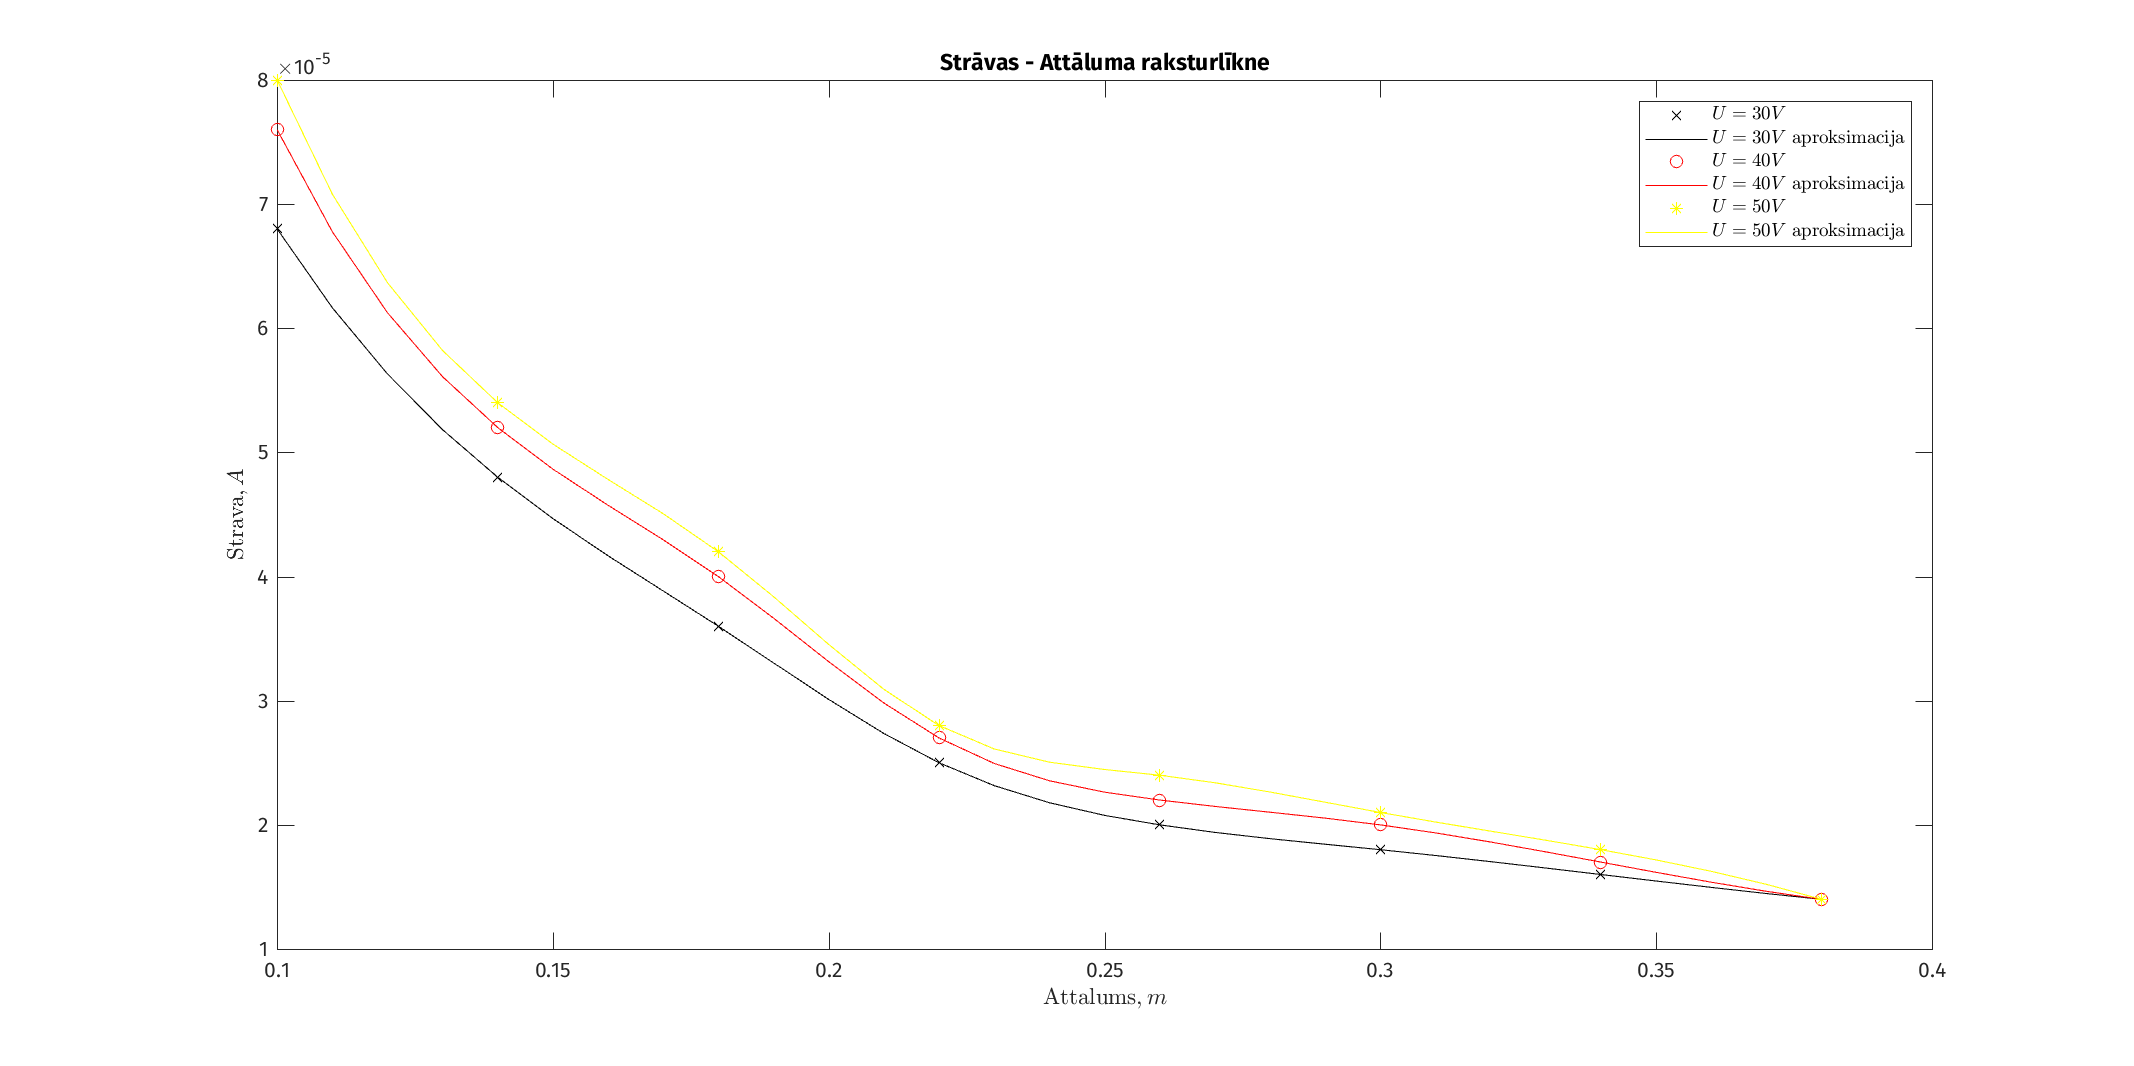 Strāvas - Attāluma raksturlīkne
×10⁻⁵
8
7
6
5
4
3
2
1
Strava, A
0.1 0.15 0.2 0.25 0.3 0.35 0.4
Attalums, m
U = 30V
U = 30V aproksimacija
U = 40V
U = 40V aproksimacija
U = 50V
U = 50V aproksimacija